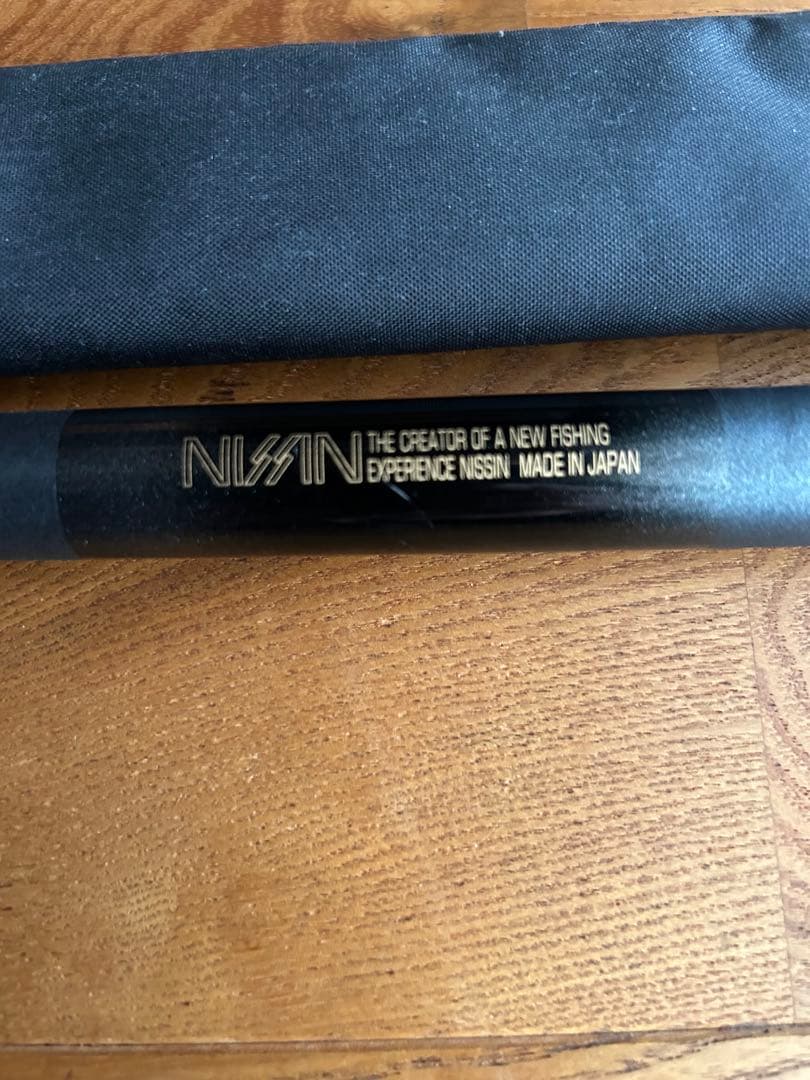 NISSIN THE CREATOR OF A NEW FISHING
EXPERIENCE NISSIN MADE IN JAPAN